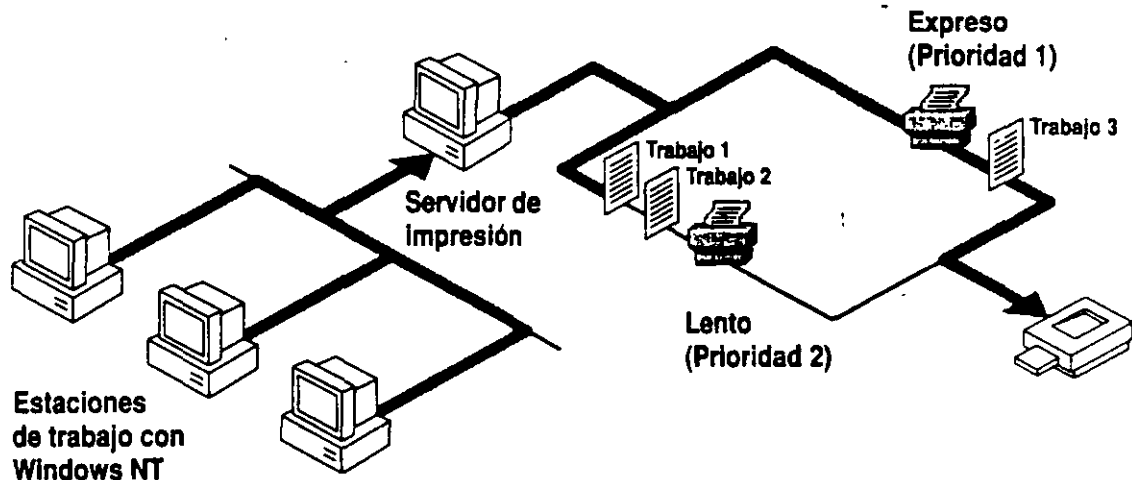 Expreso
(Prioridad 1)
Trabajo 3
Trabajo 1
Trabajo 2
Servidor de
impresión
Lento
(Prioridad 2)
Estaciones
de trabajo con
Windows NT